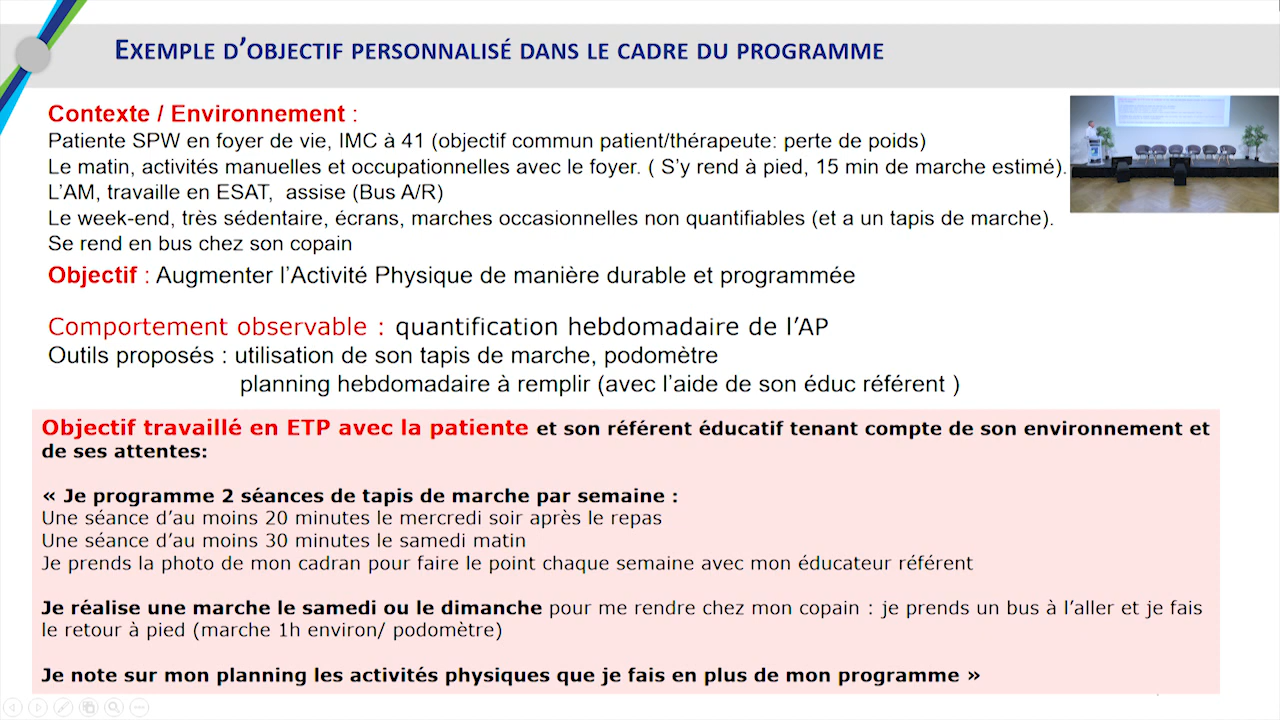 EXEMPLE D'OBJECTIF PERSONNALISÉ DANS LE CADRE DU PROGRAMME
Contexte / Environnement :
Patiente SPW en foyer de vie, IMC à 41 (objectif commun patient/thérapeute: perte de poids)
Le matin, activités manuelles et occupationnelles avec le foyer. ( S'y rend à pied, 15 min de marche estimé).
L'AM, travaille en ESAT, assise (Bus A/R)
Le week-end, très sédentaire, écrans, marches occasionnelles non quantifiables (et a un tapis de marche).
Se rend en bus chez son copain
Objectif : Augmenter l'Activité Physique de manière durable et programmée
Comportement observable : quantification hebdomadaire de l'AP
Outils proposés : utilisation de son tapis de marche, podomètre
planning hebdomadaire à remplir (avec l'aide de son éduc référent )
Objectif travaillé en ETP avec la patiente et son référent éducatif tenant compte de son environnement et
de ses attentes:
« Je programme 2 séances de tapis de marche par semaine :
Une séance d'au moins 20 minutes le mercredi soir après le repas
Une séance d'au moins 30 minutes le samedi matin
Je prends la photo de mon cadran pour faire le point chaque semaine avec mon éducateur référent
Je réalise une marche le samedi ou le dimanche pour me rendre chez mon copain : je prends un bus à l'aller et je fais
le retour à pied (marche 1h environ/ podomètre)
Je note sur mon planning les activités physiques que je fais en plus de mon programme »